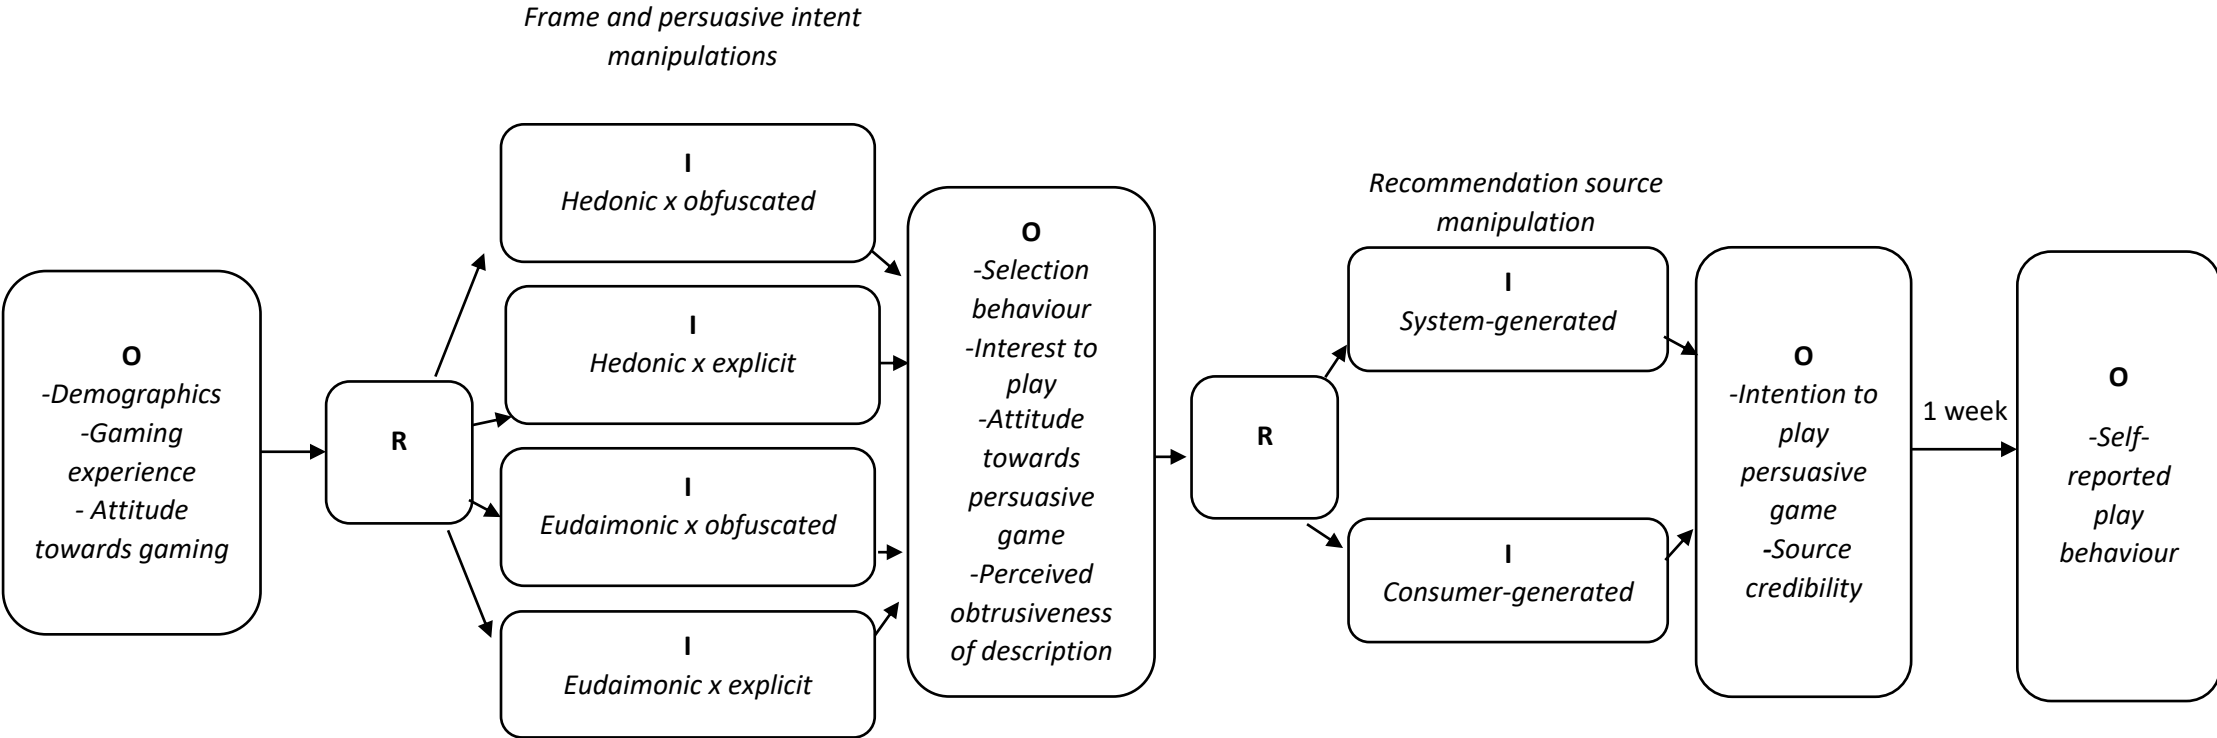 Frame and persuasive intent
manipulations
O
-Demographics
-Gaming
experience
- Attitude
towards gaming
R
I
Hedonic x obfuscated
I
Hedonic x explicit
I
Eudaimonic x obfuscated
I
Eudaimonic x explicit
O
-Selection
behaviour
-Interest to
play
-Attitude
towards
persuasive
game
-Perceived
obtrusiveness
of description
R
Recommendation source
manipulation
I
System-generated
I
Consumer-generated
O
-Intention to
play
persuasive
game
-Source
credibility
1 week
O
-Self-
reported
play
behaviour